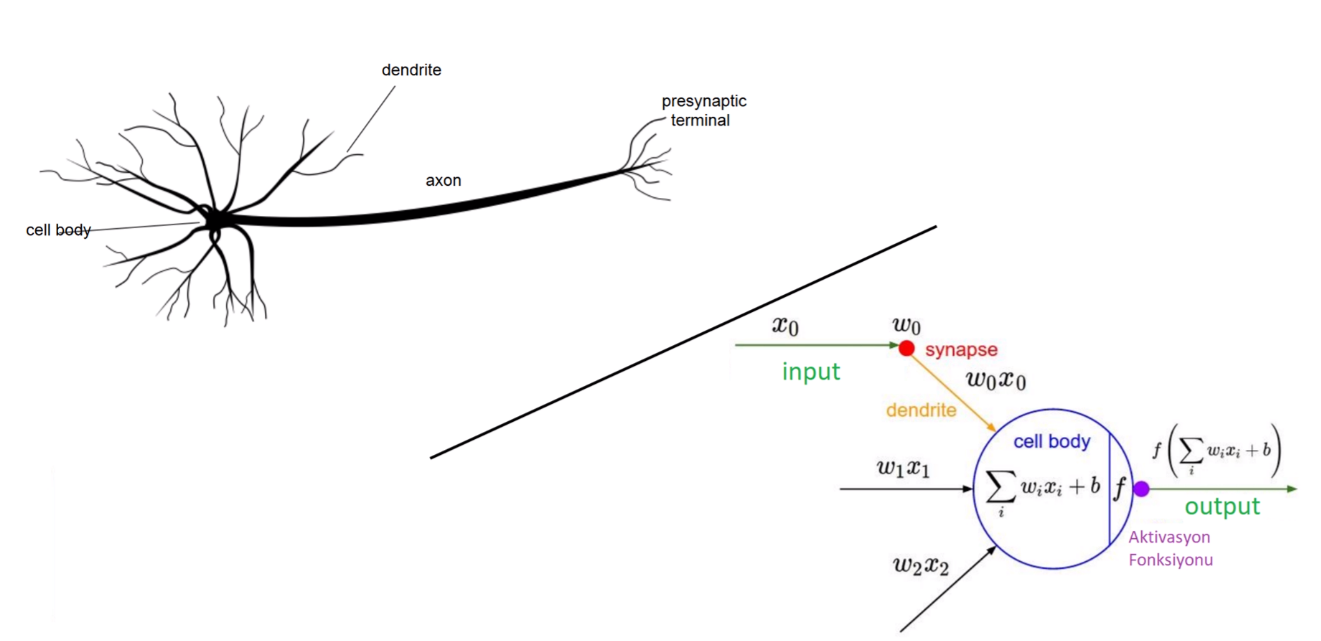 dendrite
presynaptic
terminal
axon
cell body
x₀
w₀
synapse
input
w₀x₀
dendrite
cell body
f(∑ᵢ wᵢxᵢ + b)
w₁x₁
∑ᵢ wᵢxᵢ + b
f
output
Aktivasyon
Fonksiyonu
w₂x₂